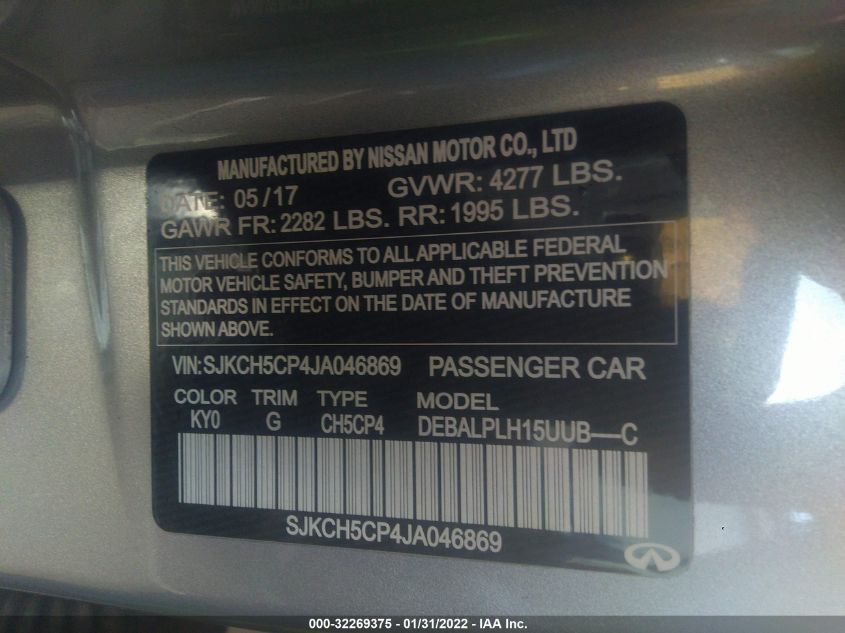 MANUFACTURED BY NISSAN MOTOR CO., LTD
DATE: 05/17 GVWR: 4277 LBS.
GAWR FR: 2282 LBS. RR: 1995 LBS.
THIS VEHICLE CONFORMS TO ALL APPLICABLE FEDERAL
MOTOR VEHICLE SAFETY, BUMPER AND THEFT PREVENTION
STANDARDS IN EFFECT ON THE DATE OF MANUFACTURE
SHOWN ABOVE.
VIN:SJKCH5CP4JA046869 PASSENGER CAR
COLOR TRIM TYPE MODEL
KY0 G CH5CP4 DEBALPLH15UUB—C
SJKCH5CP4JA046869
000-32269375 - 01/31/2022 - IAA Inc.